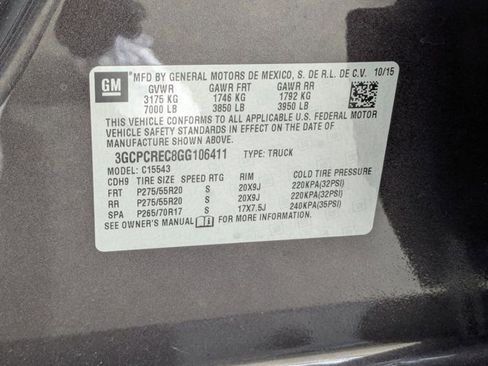 GM MFD BY GENERAL MOTORS DE MEXICO, S. DE R.L. DE C.V. 10/15
GVWR GAWR FRT GAWR RR
3175 KG 1746 KG 1792 KG
7000 LB 3850 LB 3950 LB
THIS VEHICLE CONFORMS TO ALL APPLICABLE U.S. FEDERAL MOTOR
VEHICLE SAFETY STANDARDS IN EFFECT ON THE DATE OF
MANUFACTURE SHOWN ABOVE.
3GCPCREC8GG106411 TYPE: TRUCK
MODEL: C15543
CDH9 TIRE SIZE SPEED RTG RIM COLD TIRE PRESSURE
FRT P275/55R20 S 20X9J 220KPA(32PSI)
RR P275/55R20 S 20X9J 220KPA(32PSI)
SPA P265/70R17 S 17X7.5J 240KPA(35PSI)
SEE OWNER'S MANUAL FOR MORE INFORMATION.